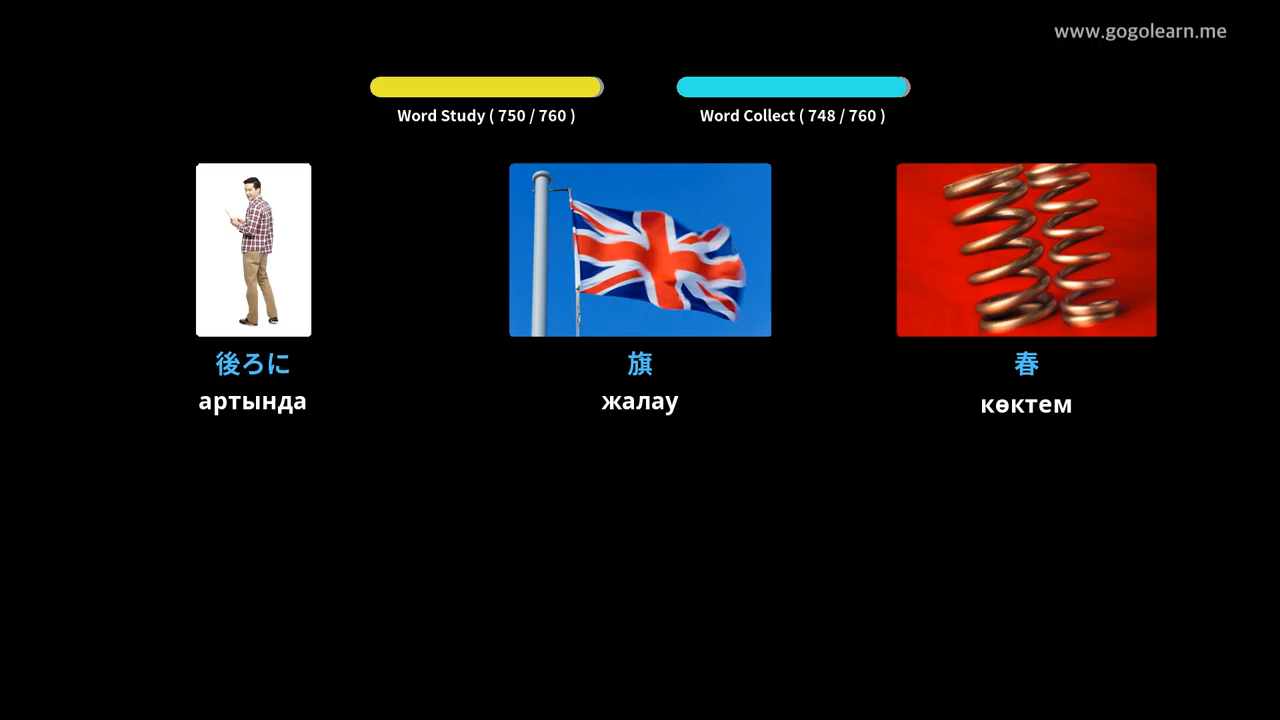 www.gogolearn.me
Word Study ( 750 / 760 )
Word Collect ( 748 / 760 )
後ろに
артында
旗
жалау
春
көктем